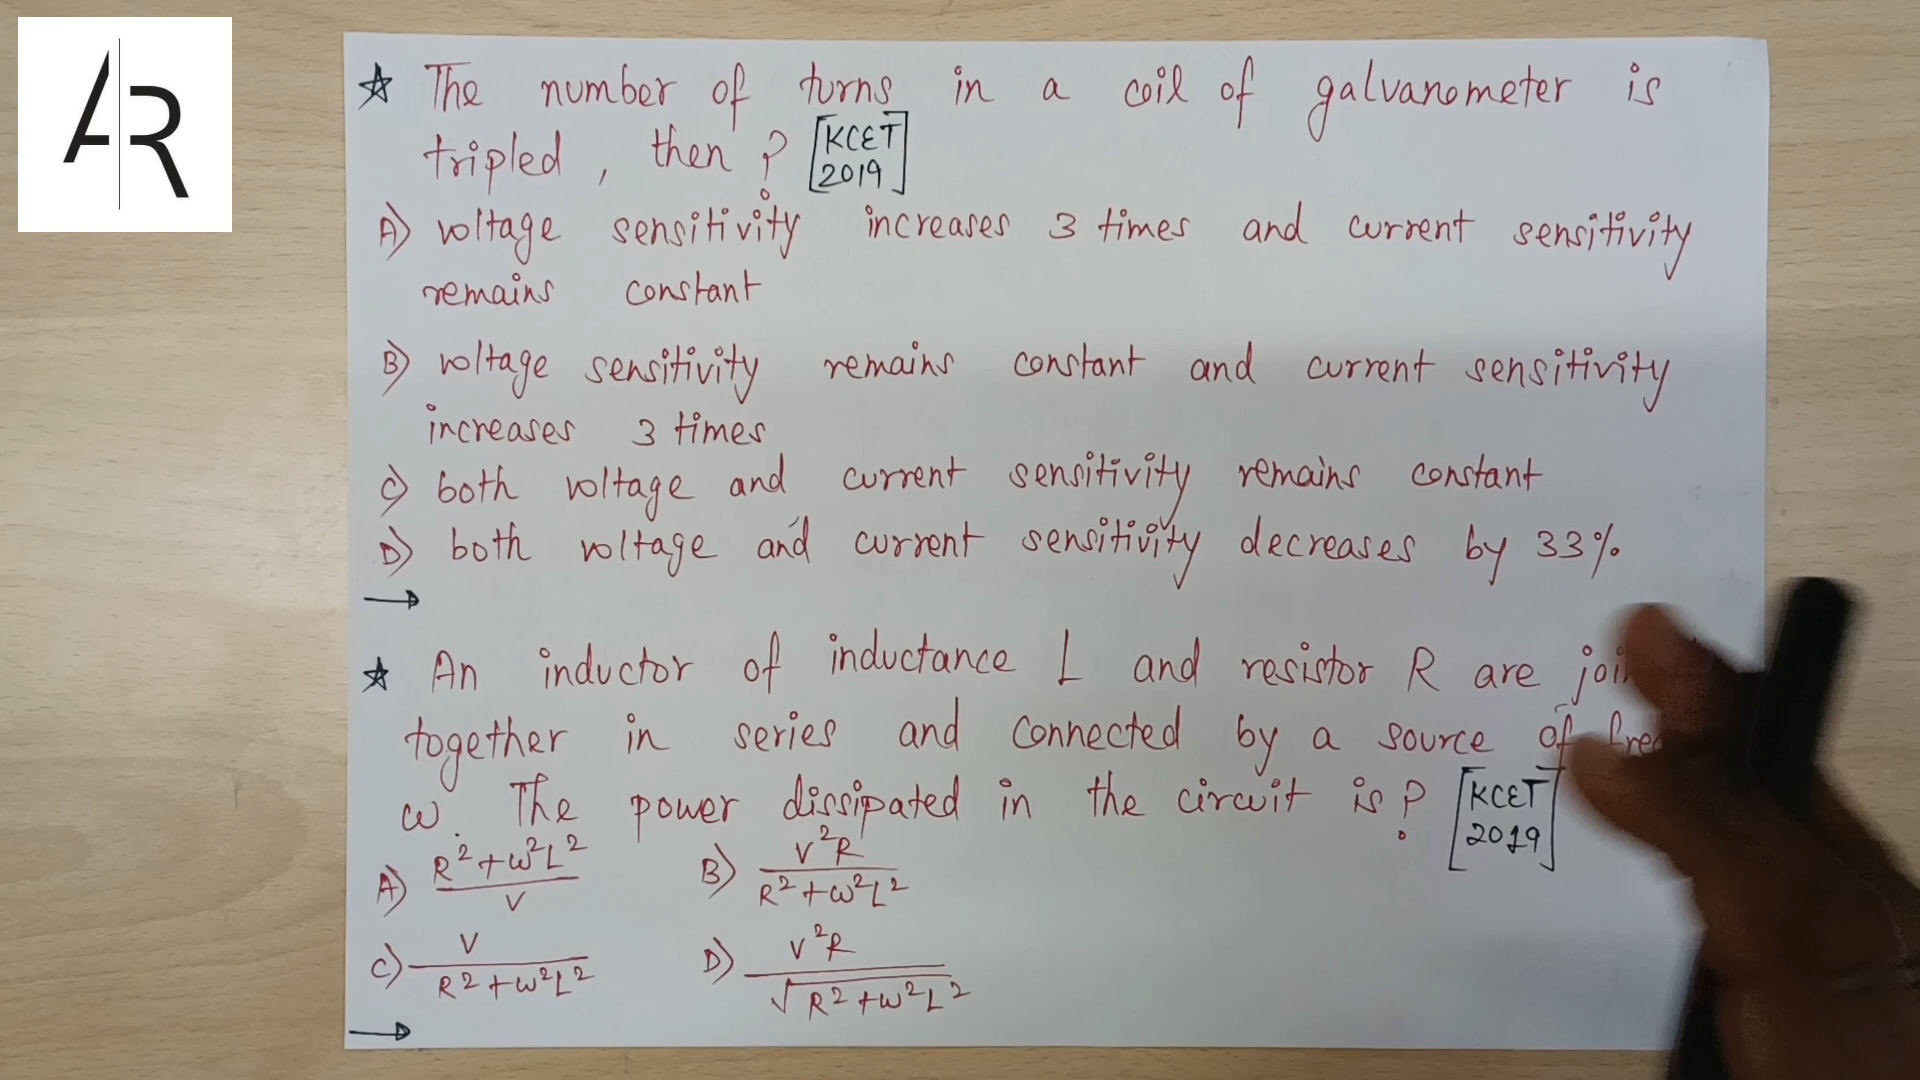 AR
☆ The number of turns in a coil of galvanometer is
tripled, then? [KCET 2019]
A) voltage sensitivity increases 3 times and current sensitivity
remains constant
B) voltage sensitivity remains constant and current sensitivity
increases 3 times
C) both voltage and current sensitivity remains constant
D) both voltage and current sensitivity decreases by 33%
→
☆ An inductor of inductance L and resistor R are
together in series and connected by a source of
ω. The power dissipated in the circuit is? [KCET 2019]
A) R²+ω²L² / V B) V²R / R²+ω²L²
C) V / R²+ω²L² D) V²R / √R²+ω²L²
→